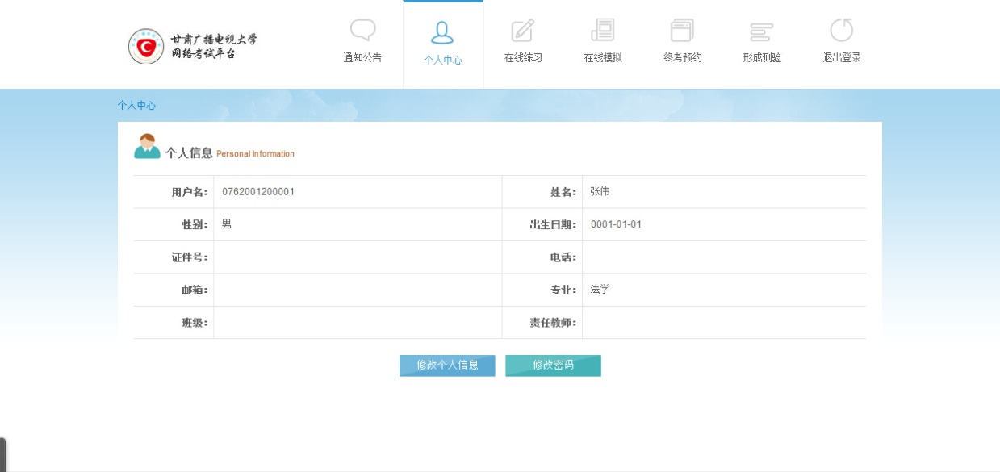 甘肃广播电视大学
网络考试平台
通知公告
个人中心
在线练习
在线模拟
终考预约
形成测验
退出登录
个人中心
个人信息 Personal Information
用户名: 0762001200001 姓名: 张伟
性别: 男 出生日期: 0001-01-01
证件号: 电话:
邮箱: 专业: 法学
班级: 责任教师:
修改个人信息 修改密码